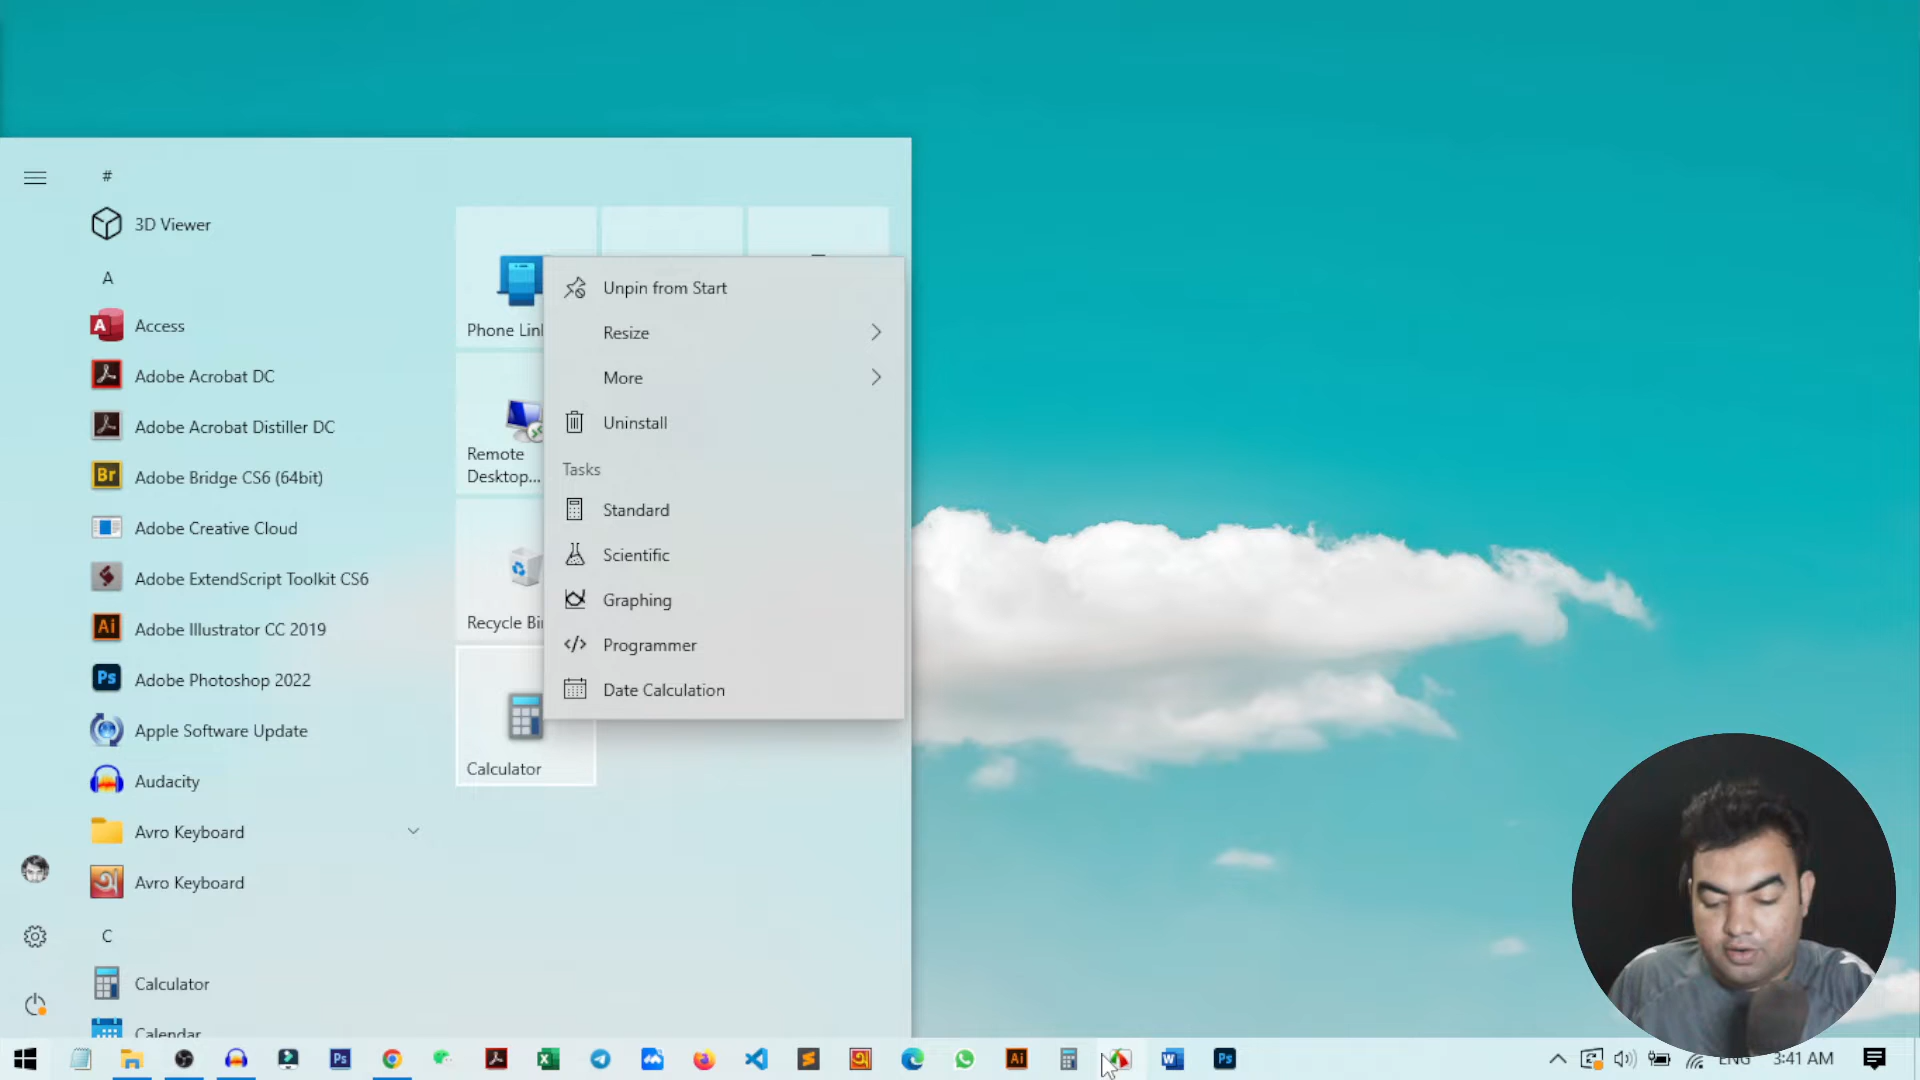 #
3D Viewer
A
Access
Adobe Acrobat DC
Adobe Acrobat Distiller DC
Adobe Bridge CS6 (64bit)
Adobe Creative Cloud
Adobe ExtendScript Toolkit CS6
Adobe Illustrator CC 2019
Adobe Photoshop 2022
Apple Software Update
Audacity
Avro Keyboard
Avro Keyboard
C
Calculator
Calendar
Phone Lin
Remote
Desktop...
Recycle Bi
Calculator
Unpin from Start
Resize
More
Uninstall
Tasks
Standard
Scientific
Graphing
Programmer
Date Calculation
ENG
3:41 AM